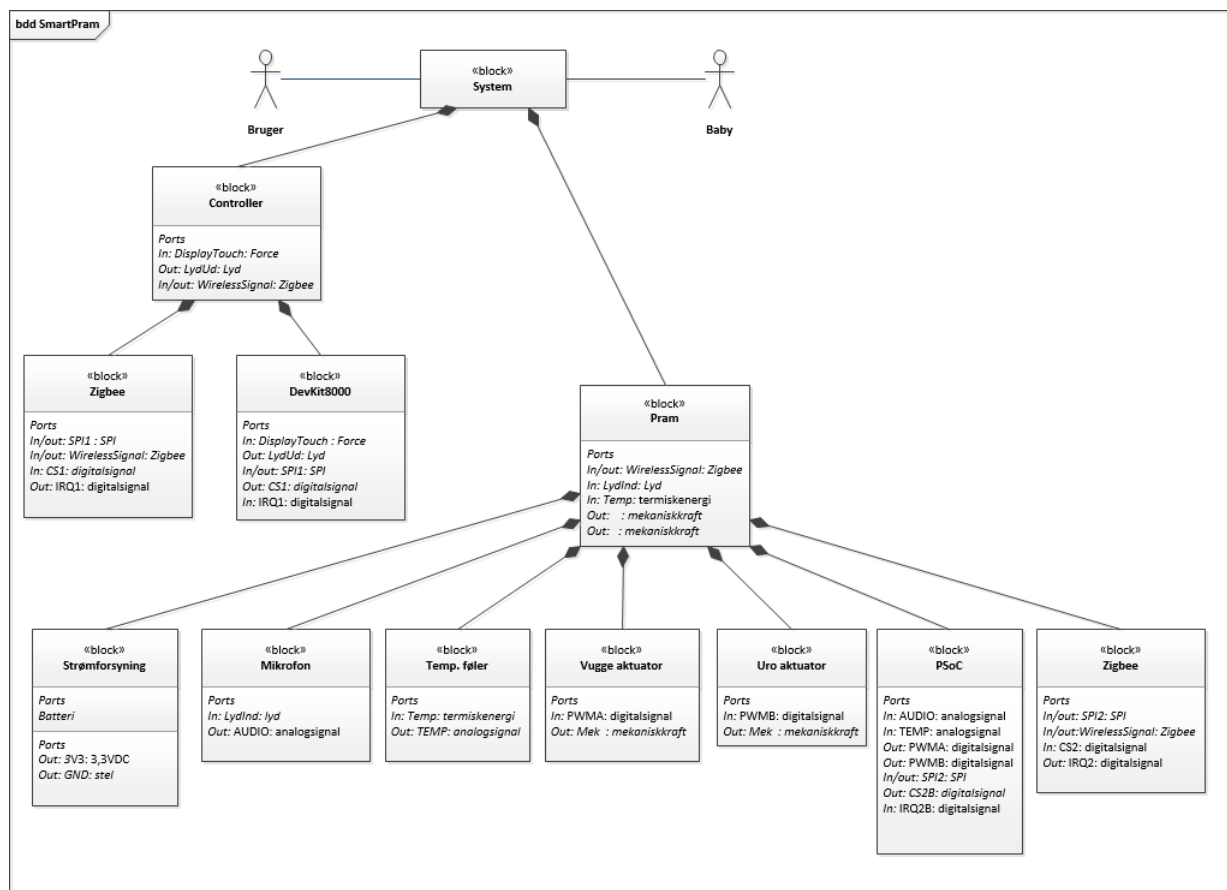 bdd SmartPram
«block»
System
Bruger
Baby
«block»
Controller
Ports
In: DisplayTouch: Force
Out: LydUd: Lyd
In/out: WirelessSignal: Zigbee
«block»
Zigbee
Ports
In/out: SPI1 : SPI
In/out: WirelessSignal: Zigbee
In: CS1: digitalsignal
Out: IRQ1: digitalsignal
«block»
DevKit8000
Ports
In: DisplayTouch : Force
Out: LydUd: Lyd
In/out: SPI1: SPI
Out: CS1: digitalsignal
In: IRQ1: digitalsignal
«block»
Pram
Ports
In/out: WirelessSignal: Zigbee
In: LydInd: Lyd
In: Temp: termiskenergi
Out: : mekaniskkraft
Out: : mekaniskkraft
«block»
Strømforsyning
Ports
Batteri
Ports
Out: 3V3: 3,3VDC
Out: GND: stel
«block»
Mikrofon
Ports
In: LydInd: lyd
Out: AUDIO: analogsignal
«block»
Temp. føler
Ports
In: Temp: termiskenergi
Out: TEMP: analogsignal
«block»
Vugge aktuator
Ports
In: PWMA: digitalsignal
Out: Mek : mekaniskkraft
«block»
Uro aktuator
Ports
In: PWMB: digitalsignal
Out: Mek : mekaniskkraft
«block»
PSoC
Ports
In: AUDIO: analogsignal
In: TEMP: analogsignal
Out: PWMA: digitalsignal
Out: PWMB: digitalsignal
In/out: SPI2: SPI
Out: CS2B: digitalsignal
In: IRQ2B: digitalsignal
«block»
Zigbee
Ports
In/out: SPI2: SPI
In/out:WirelessSignal: Zigbee
In: CS2: digitalsignal
Out: IRQ2: digitalsignal